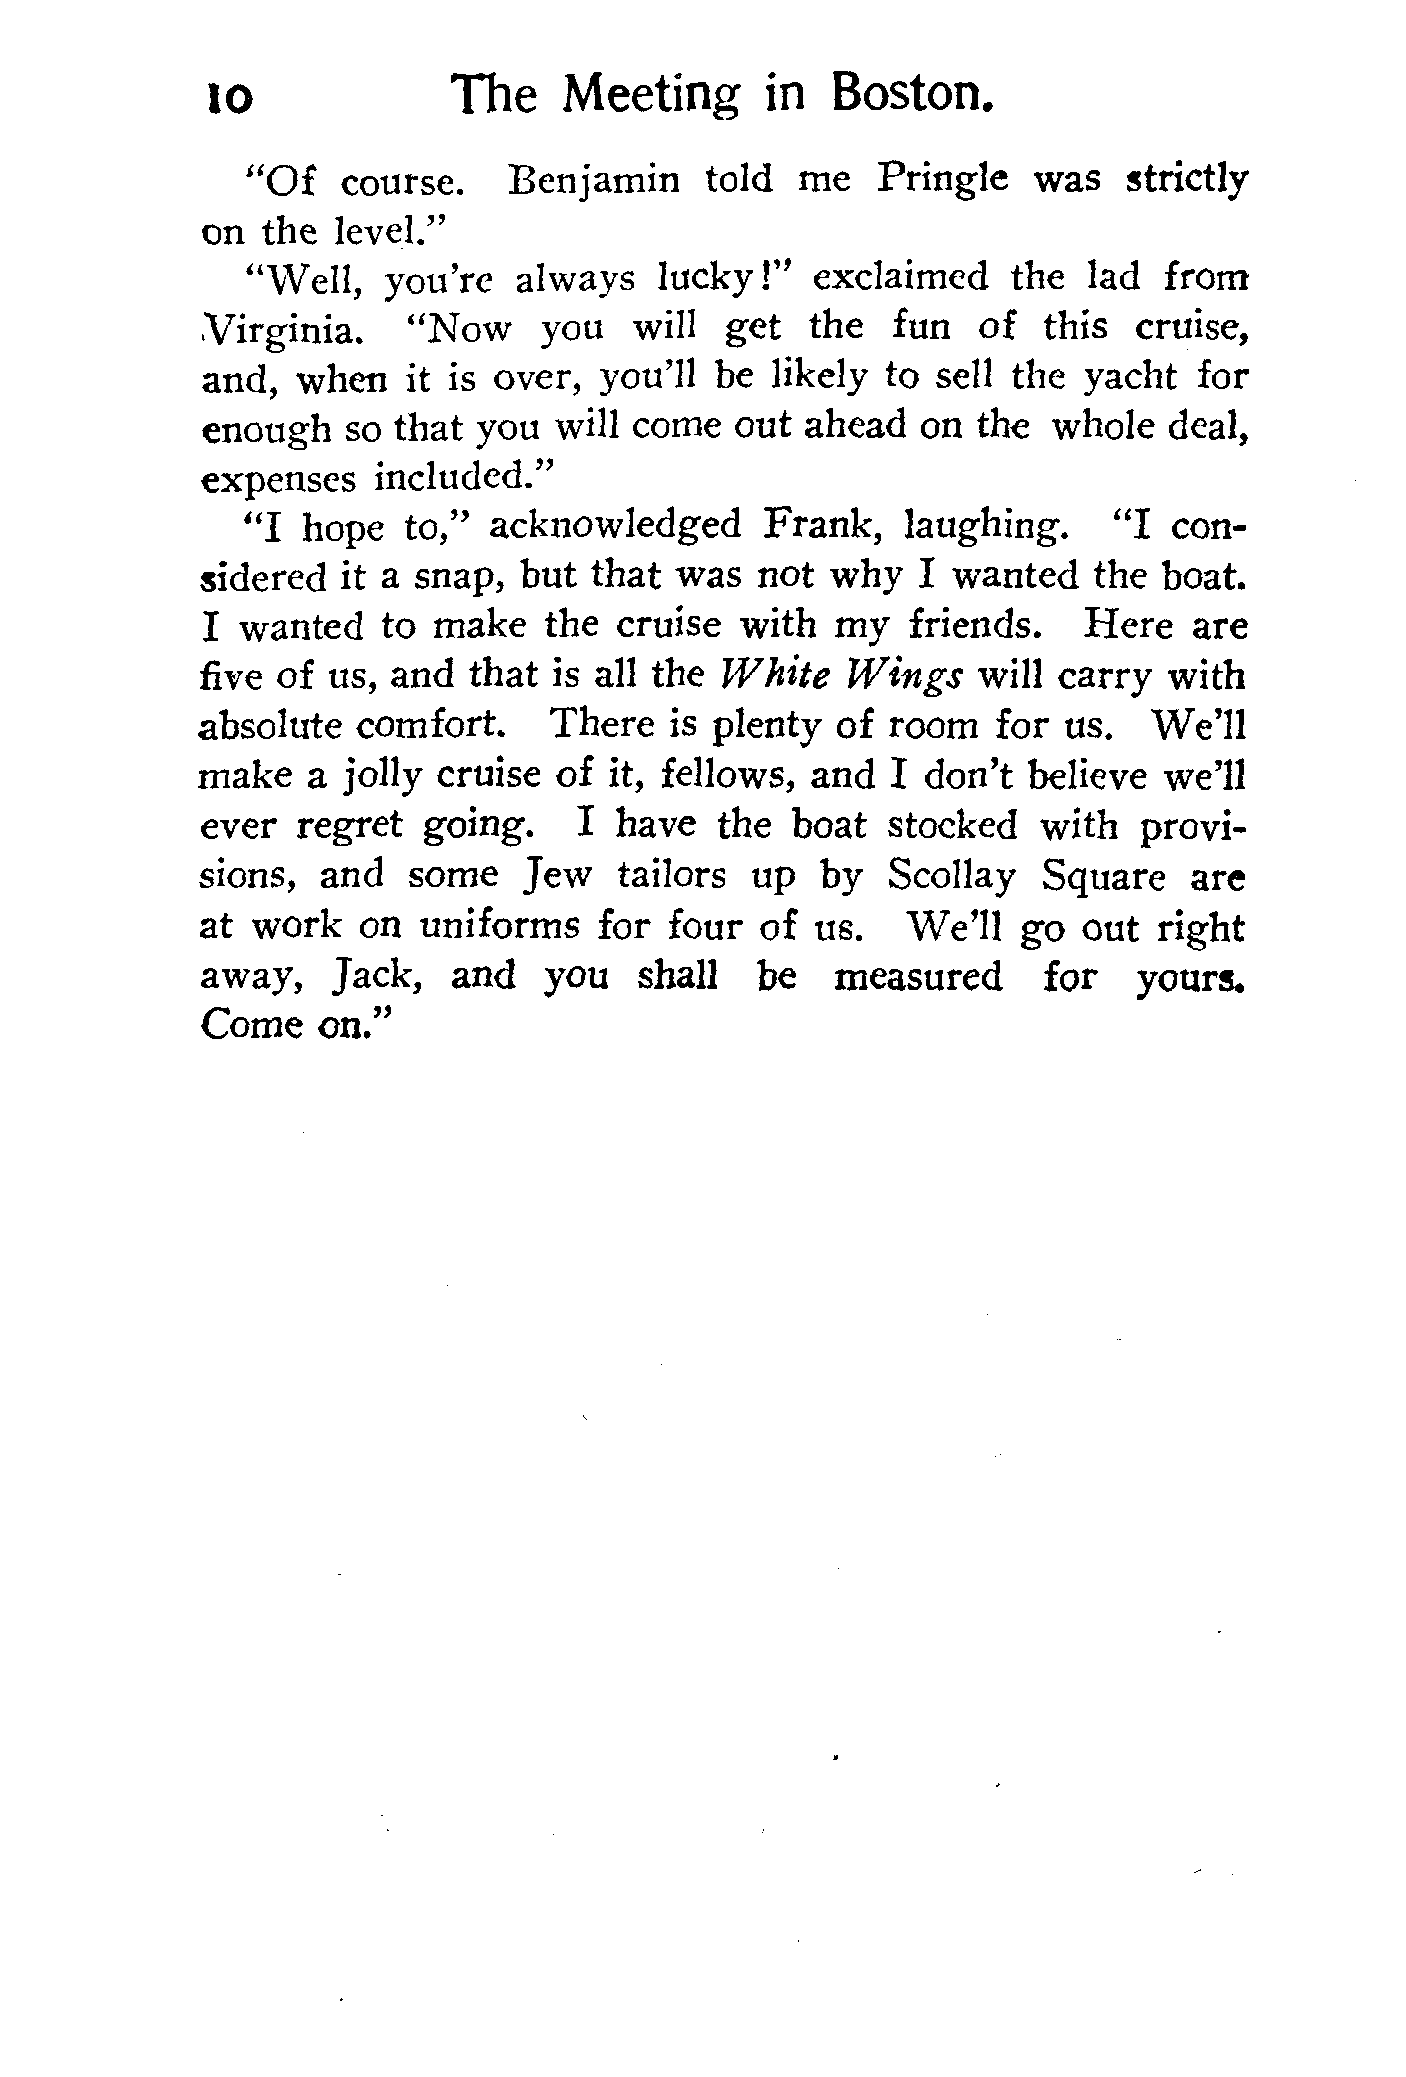 10 The Meeting in Boston.
"Of course. Benjamin told me Pringle was strictly
on the level."
"Well, you're always lucky!" exclaimed the lad from
Virginia. "Now you will get the fun of this cruise,
and, when it is over, you'll be likely to sell the yacht for
enough so that you will come out ahead on the whole deal,
expenses included."
"I hope to," acknowledged Frank, laughing. "I con-
sidered it a snap, but that was not why I wanted the boat.
I wanted to make the cruise with my friends. Here are
five of us, and that is all the White Wings will carry with
absolute comfort. There is plenty of room for us. We'll
make a jolly cruise of it, fellows, and I don't believe we'll
ever regret going. I have the boat stocked with provi-
sions, and some Jew tailors up by Scollay Square are
at work on uniforms for four of us. We'll go out right
away, Jack, and you shall be measured for yours.
Come on."